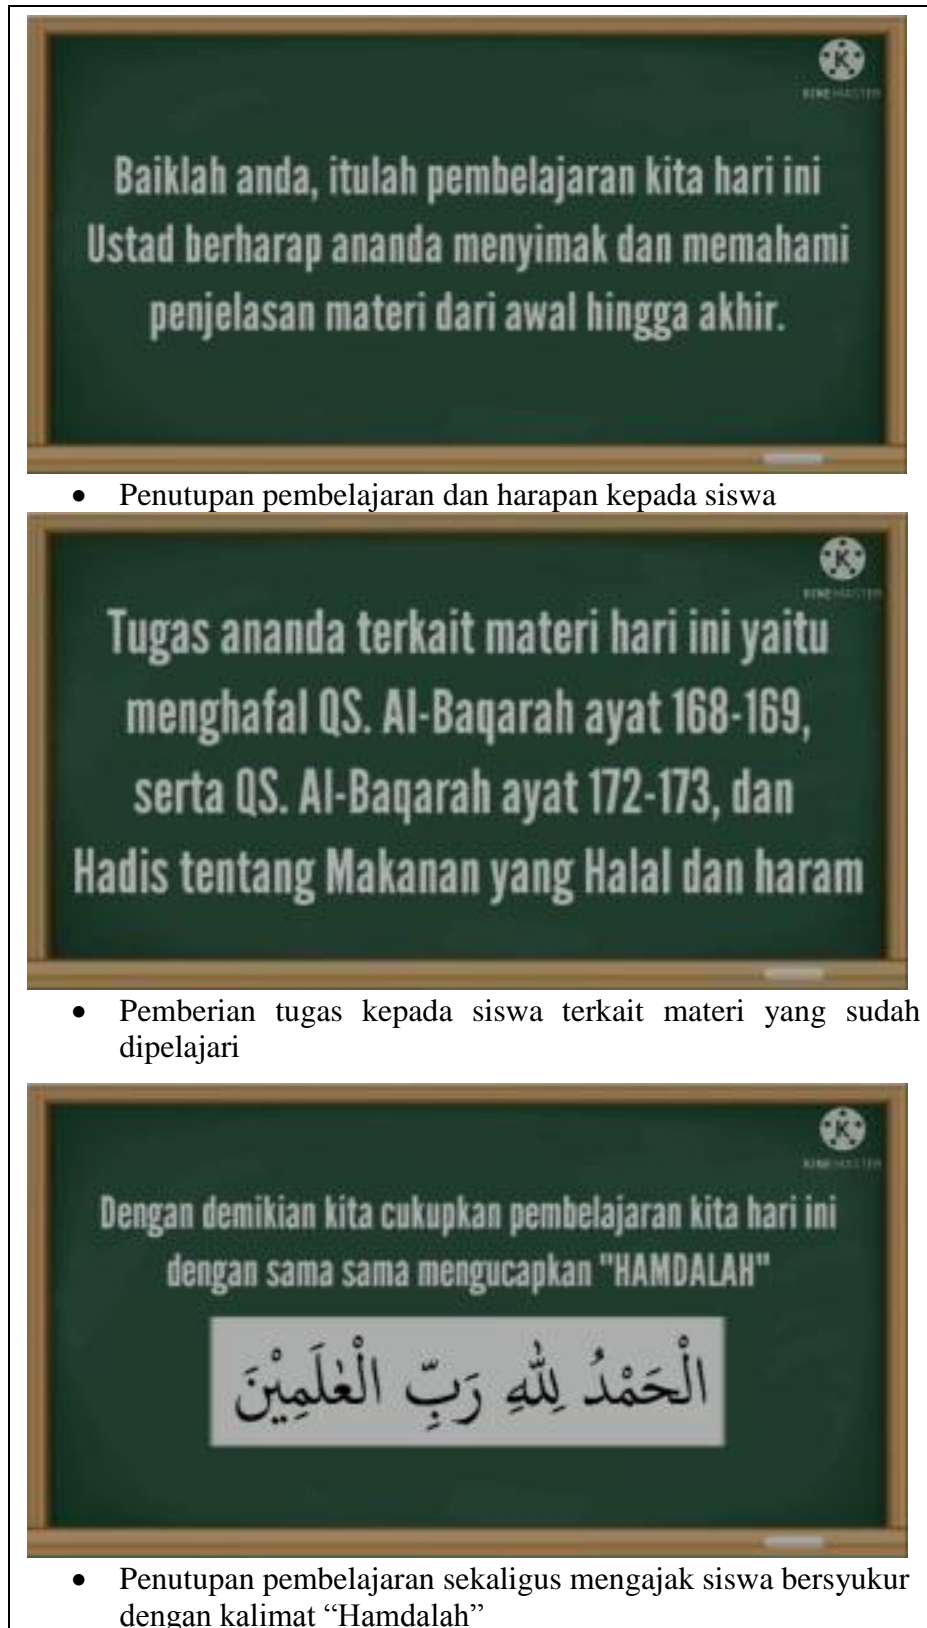 KINEMASTER
Baiklah anda, itulah pembelajaran kita hari ini
Ustad berharap ananda menyimak dan memahami
penjelasan materi dari awal hingga akhir.
• Penutupan pembelajaran dan harapan kepada siswa
KINEMASTER
Tugas ananda terkait materi hari ini yaitu
menghafal QS. Al-Baqarah ayat 168-169,
serta QS. Al-Baqarah ayat 172-173, dan
Hadis tentang Makanan yang Halal dan haram
• Pemberian tugas kepada siswa terkait materi yang sudah
dipelajari
KINEMASTER
Dengan demikian kita cukupkan pembelajaran kita hari ini
dengan sama sama mengucapkan "HAMDALAH"
الْحَمْدُ لِلّٰهِ رَبِّ الْعٰلَمِيْنَ
• Penutupan pembelajaran sekaligus mengajak siswa bersyukur
dengan kalimat “Hamdalah”